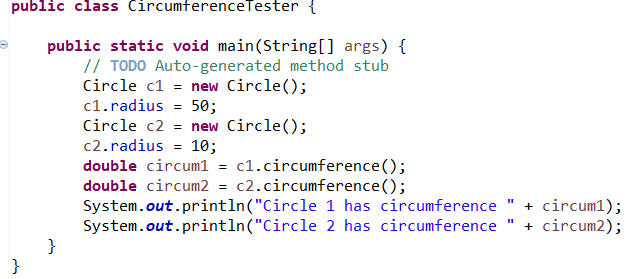 public class CircumferenceTester {
public static void main(String[] args) {
// TODO Auto-generated method stub
Circle c1 = new Circle();
c1.radius = 50;
Circle c2 = new Circle();
c2.radius = 10;
double circum1 = c1.circumference();
double circum2 = c2.circumference();
System.out.println("Circle 1 has circumference " + circum1);
System.out.println("Circle 2 has circumference " + circum2);
}
}